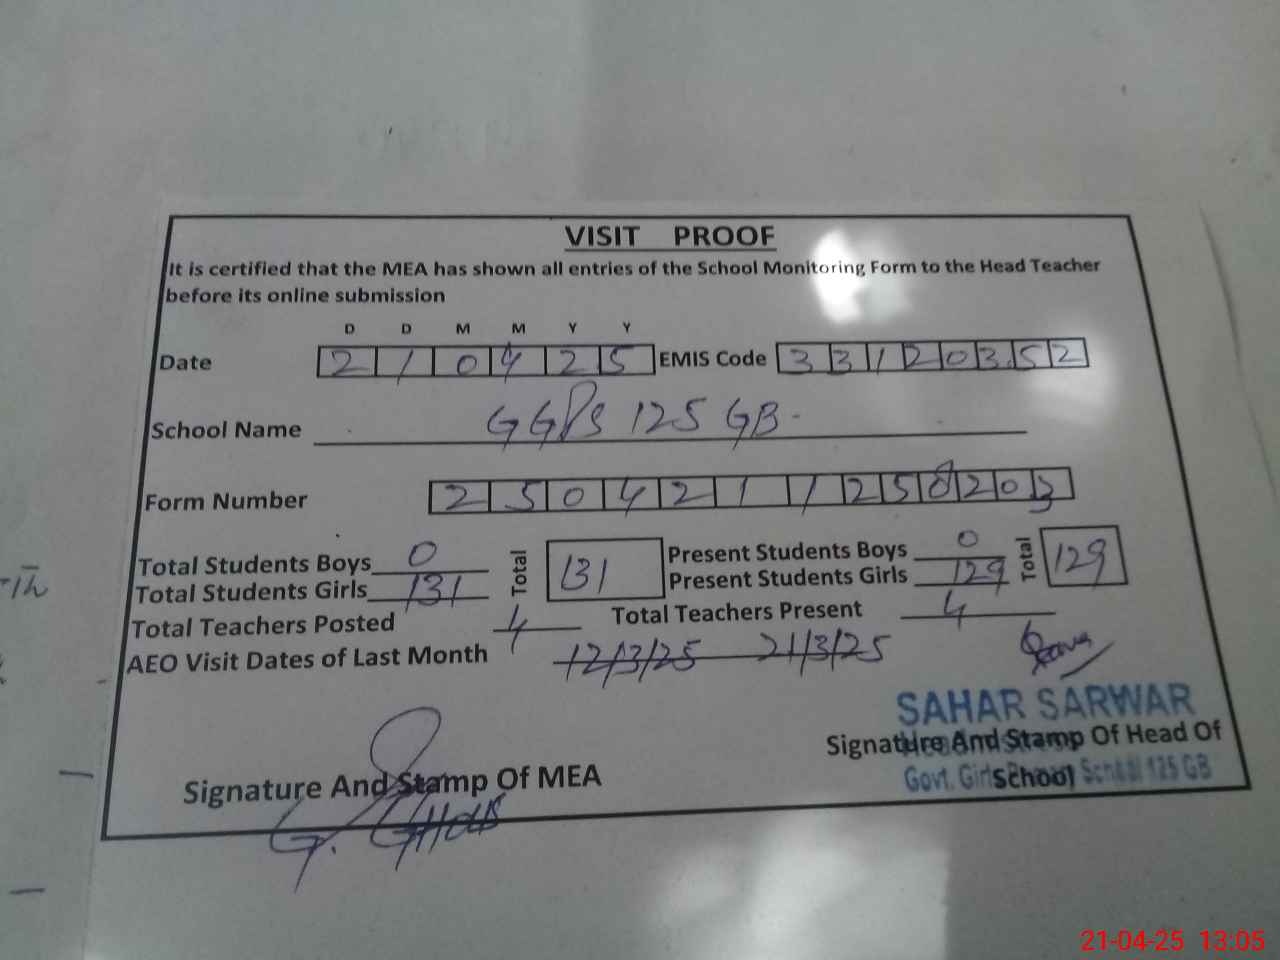 VISIT PROOF
It is certified that the MEA has shown all entries of the School Monitoring Form to the Head Teacher
before its online submission
D D M M Y Y
Date 2 1 0 4 2 5 EMIS Code 3 3 1 2 0 3 5 2
School Name GGPS 125 GB
Form Number 2 5 0 4 2 1 1 2 5 0 2 0 3
Total Students Boys 0 Total 131 Present Students Boys 0 Total 129
Total Students Girls 131 Present Students Girls 129
Total Teachers Posted 4 Total Teachers Present 4
AEO Visit Dates of Last Month 12/3/25 21/3/25
SAHAR SARWAR
Signature And Stamp Of Head Of
School
Govt. Girls School 125 GB
Signature And Stamp Of MEA
21-04-25 13:05